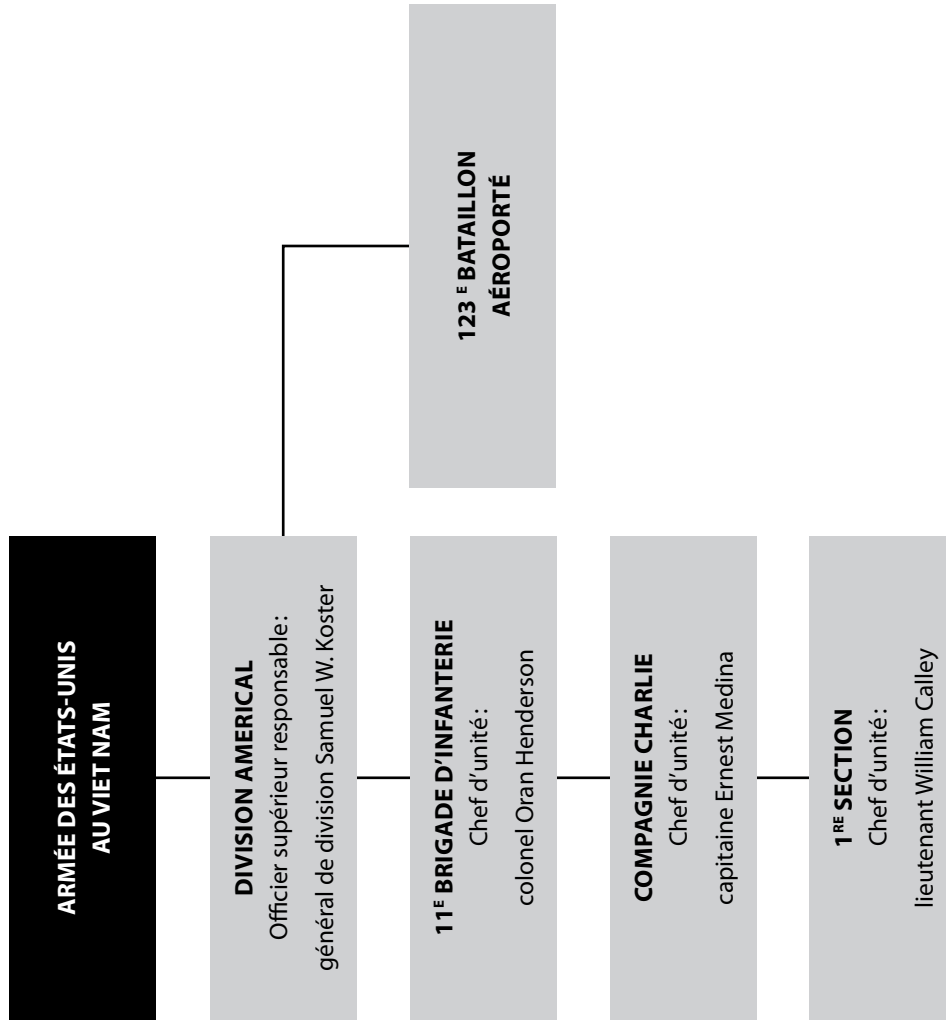 ARMÉE DES ÉTATS-UNIS
AU VIET NAM
DIVISION AMERICAL
Officier supérieur responsable:
général de division Samuel W. Koster
11E BRIGADE D'INFANTERIE
Chef d'unité:
colonel Oran Henderson
COMPAGNIE CHARLIE
Chef d'unité:
capitaine Ernest Medina
1RE SECTION
Chef d'unité:
lieutenant William Calley
123 E BATAILLON
AÉROPORTÉ